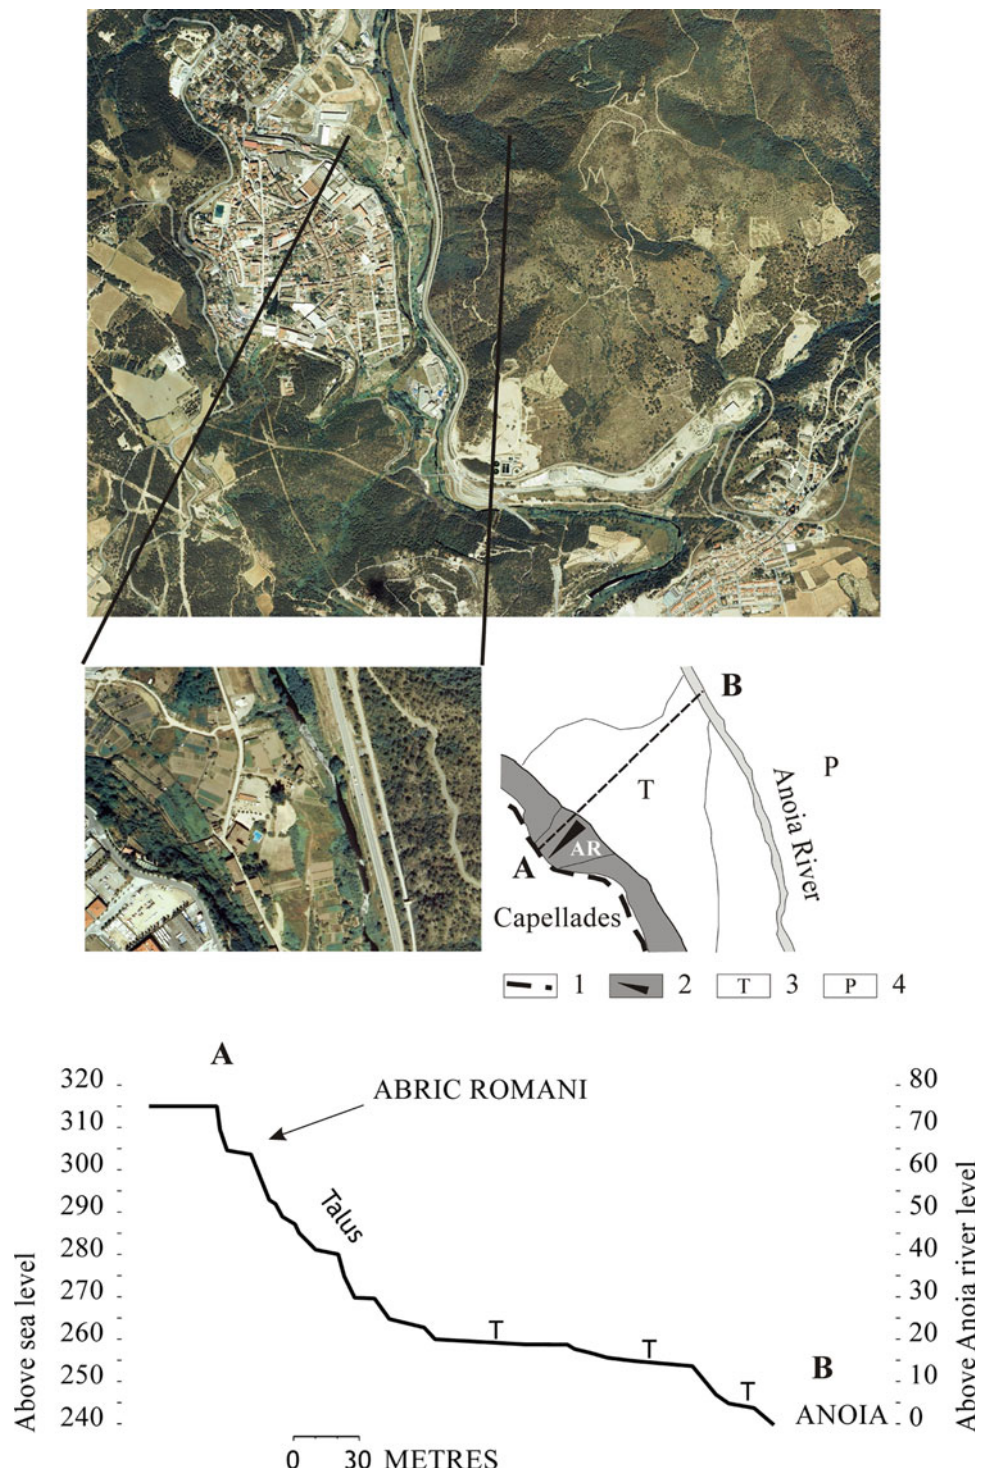 B
P
T
Anoia River
AR
A
Capellades
1
2
T 3
P 4
A
320
310
300
290
280
270
260
250
240
Above sea level
ABRIC ROMANI
Talus
T
T
T
B
ANOIA
80
70
60
50
40
30
20
10
0
Above Anoia river level
0 30 METRES